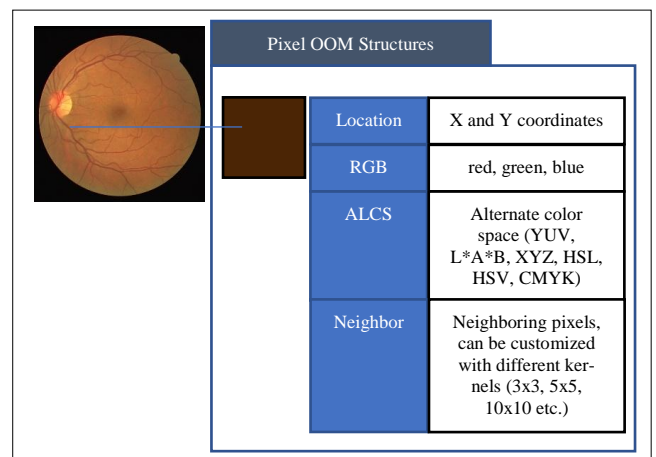 Pixel OOM Structures
Location
X and Y coordinates
RGB
red, green, blue
ALCS
Alternate color
space (YUV,
L*A*B, XYZ, HSL,
HSV, CMYK)
Neighbor
Neighboring pixels,
can be customized
with different ker-
nels (3x3, 5x5,
10x10 etc.)